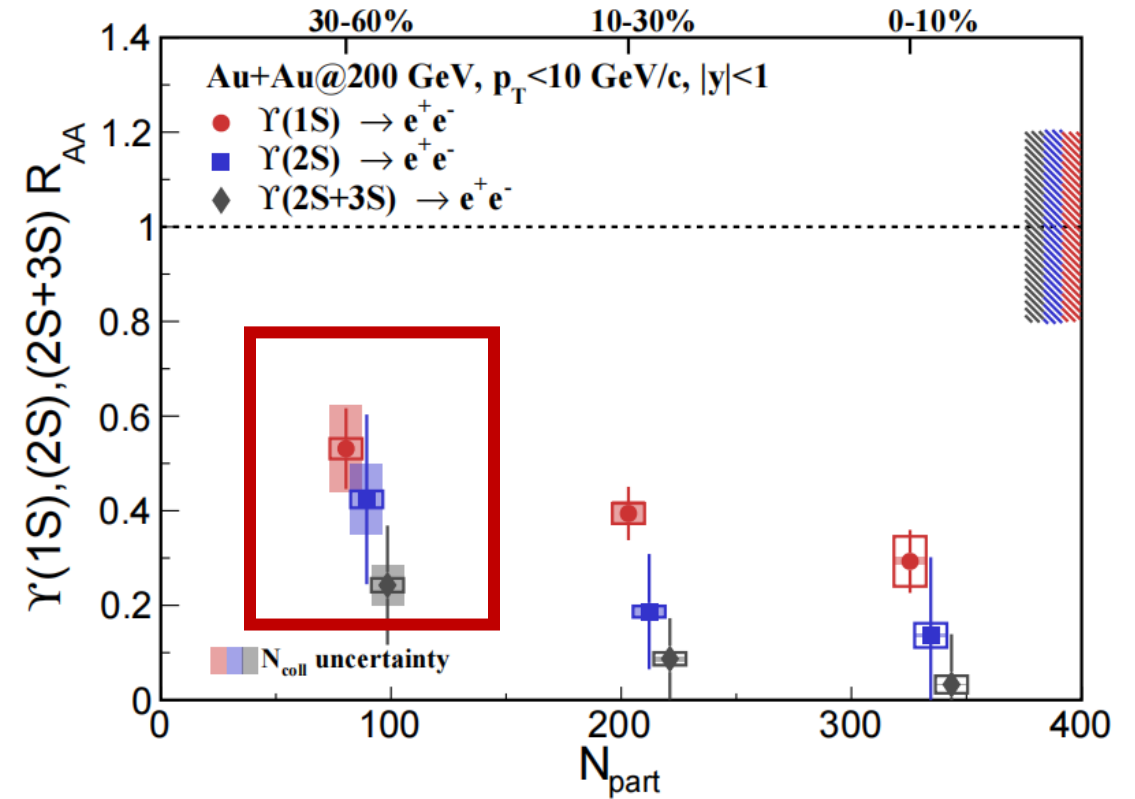 30-60% 10-30% 0-10%
Au+Au@200 GeV, p_T<10 GeV/c, |y|<1
ϒ(1S) → e⁺e⁻
ϒ(2S) → e⁺e⁻
ϒ(2S+3S) → e⁺e⁻
ϒ(1S),(2S),(2S+3S) R_AA
1.4
1.2
1
0.8
0.6
0.4
0.2
0
N_coll uncertainty
0 100 200 300 400
N_part